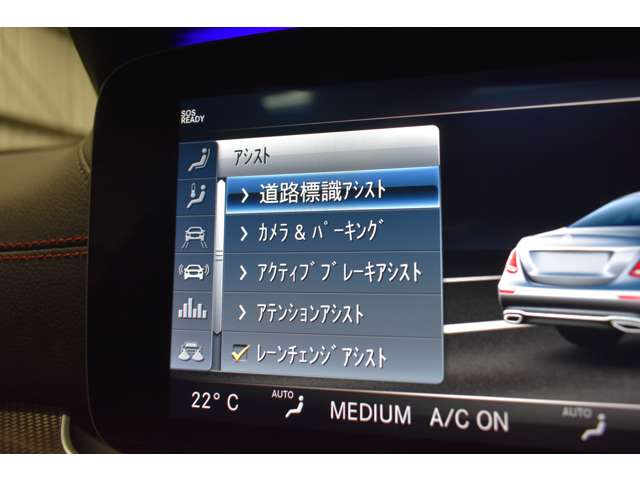 SOS
READY
アシスト
道路標識アシスト
カメラ & パーキング
アクティブ ブレーキアシスト
アテンションアシスト
レーンチェンジ アシスト
22° C
AUTO
MEDIUM
A/C ON
AUTO